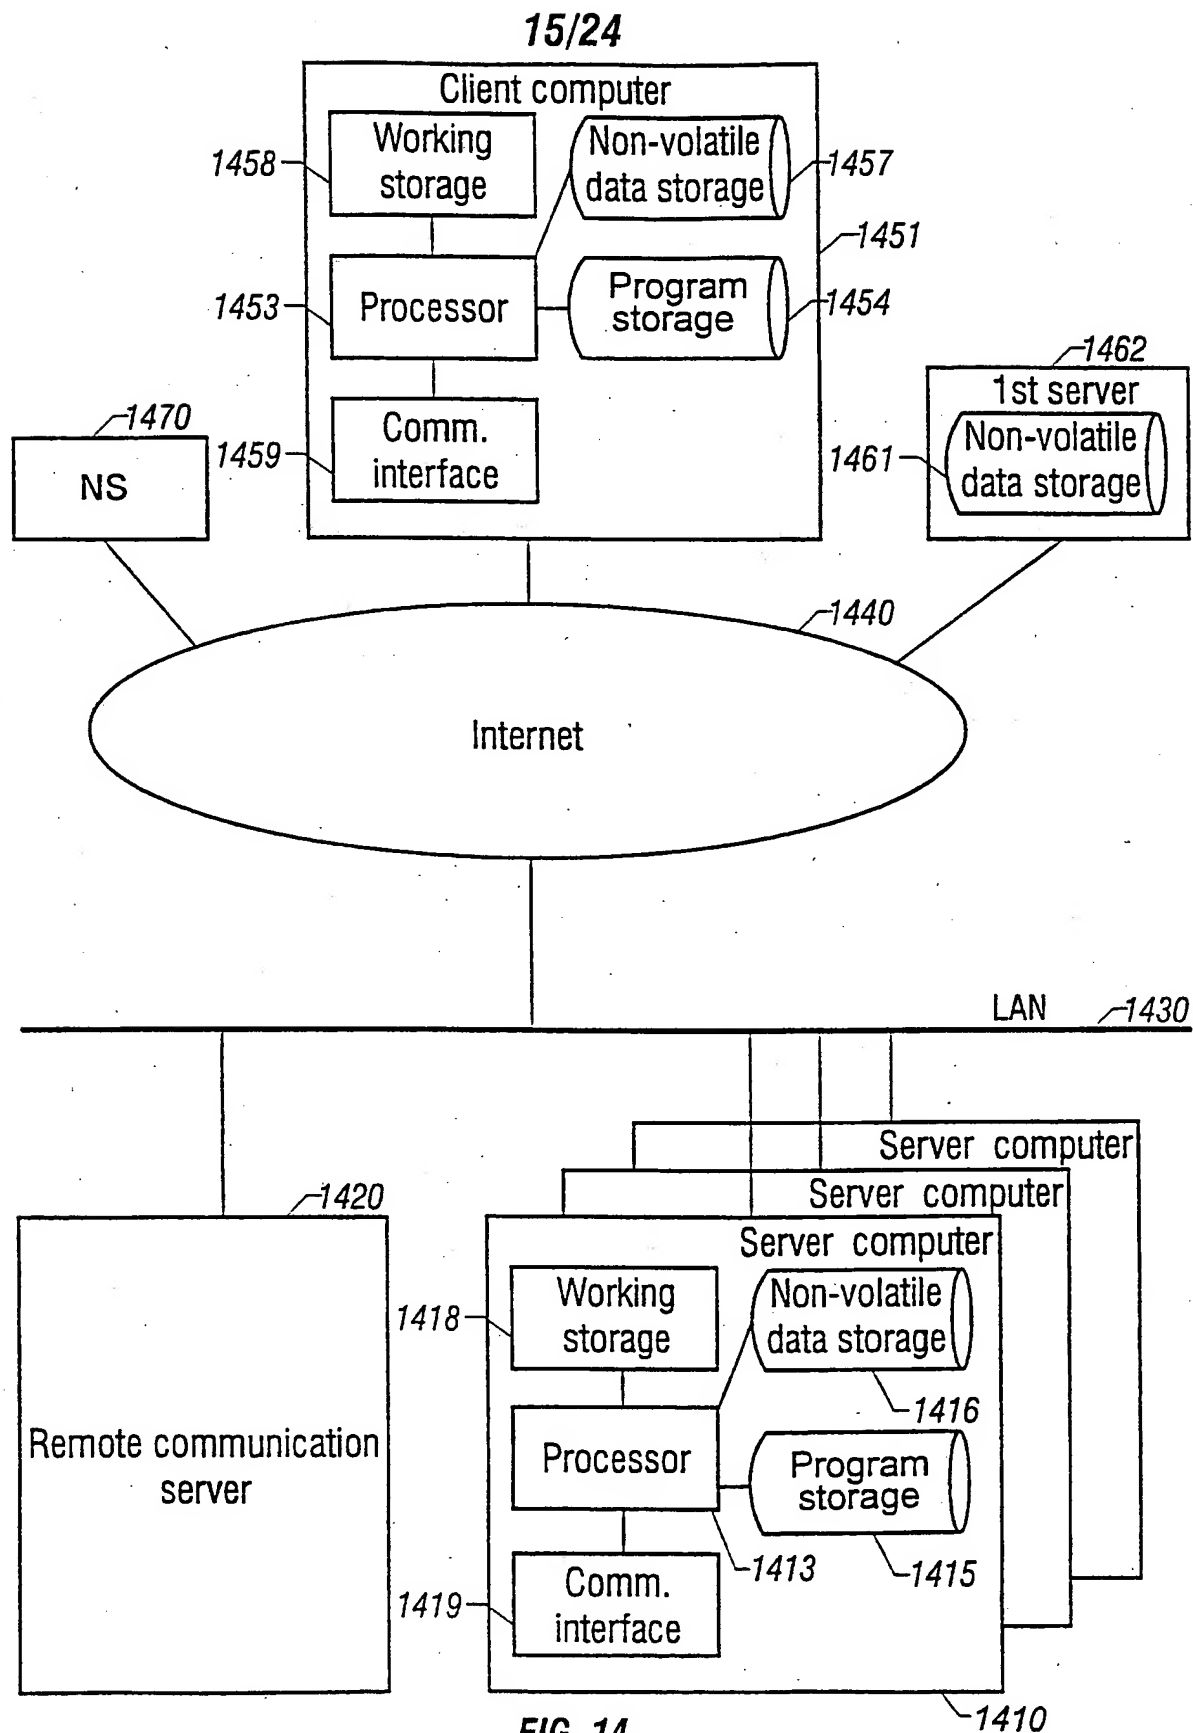 15/24
Client computer
Working
storage
1458
Non-volatile
data storage
1457
1451
Processor
1453
Program
storage
1454
Comm.
interface
1459
1462
1st server
Non-volatile
data storage
1461
1470
NS
1440
Internet
LAN
1430
Server computer
Server computer
Server computer
1420
Remote communication
server
Working
storage
1418
Non-volatile
data storage
1416
Processor
1413
Program
storage
1415
Comm.
interface
1419
1410
FIG. 14